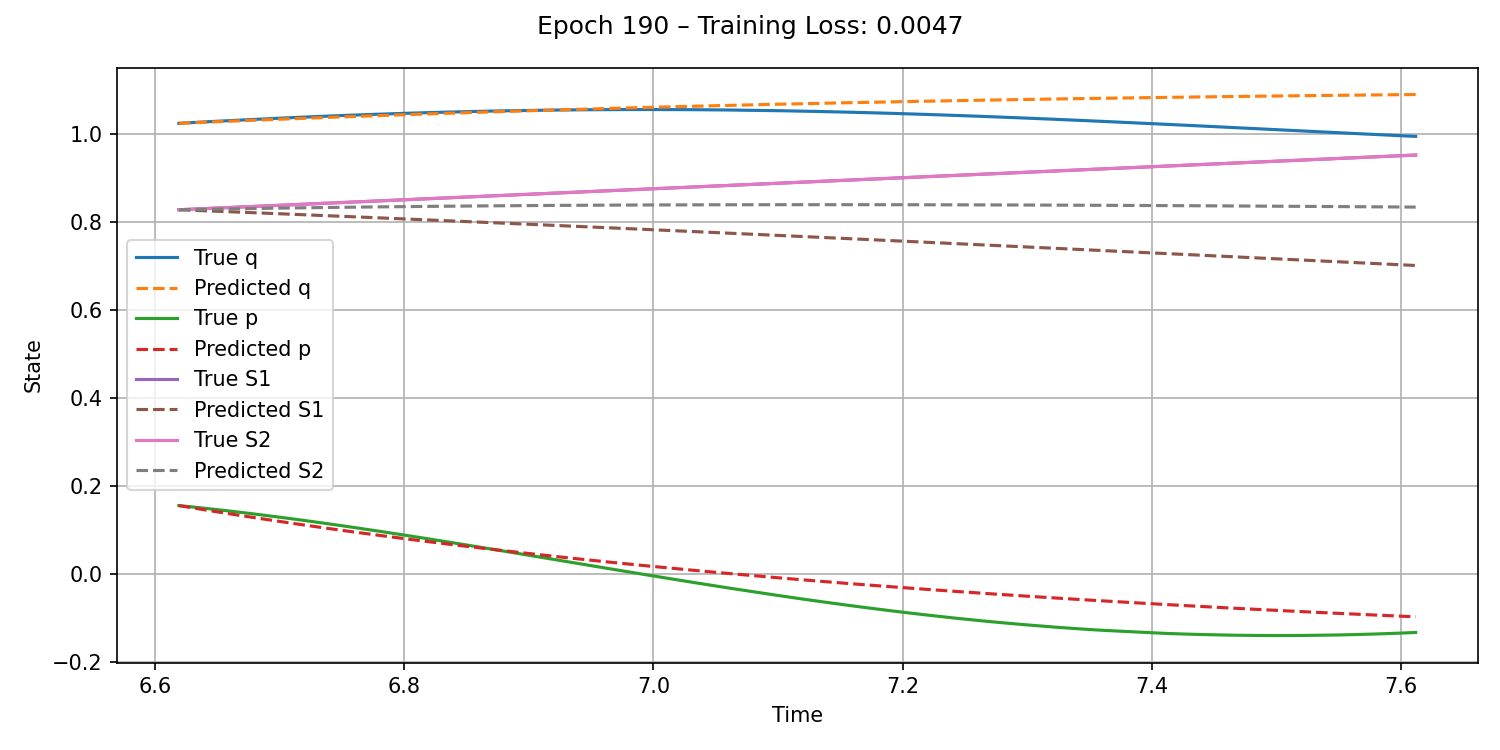 Epoch 190 – Training Loss: 0.0047
1.0
0.8
0.6
0.4
0.2
0.0
−0.2
State
True q
Predicted q
True p
Predicted p
True S1
Predicted S1
True S2
Predicted S2
6.6 6.8 7.0 7.2 7.4 7.6
Time